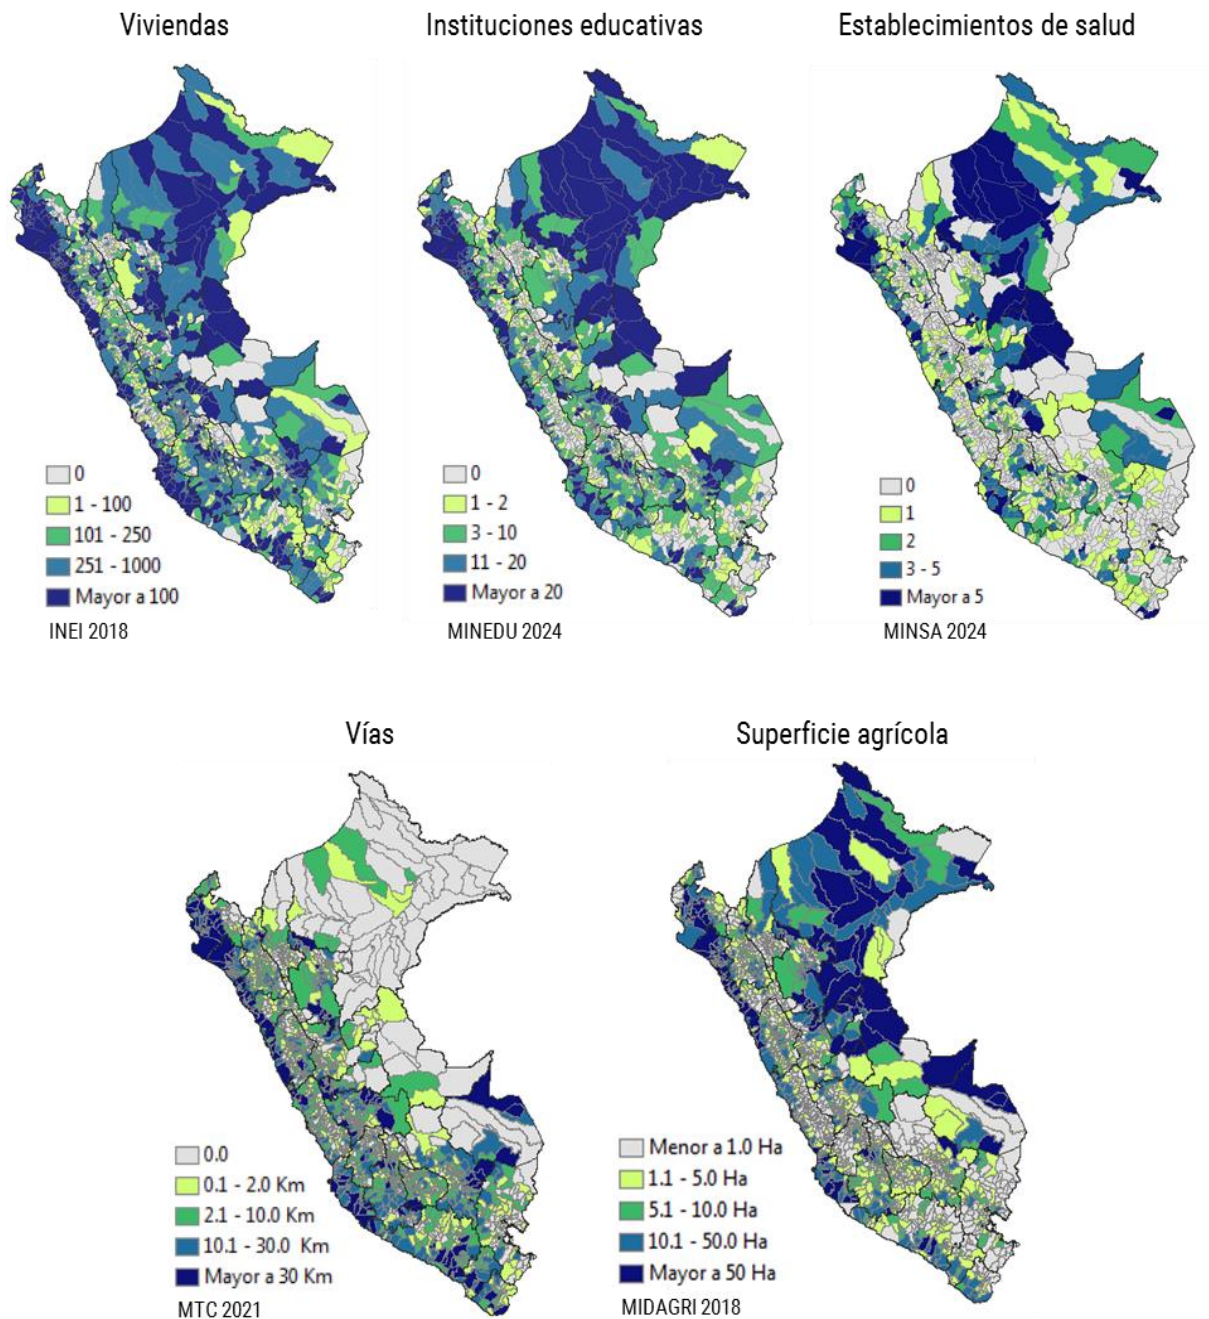 Viviendas
Instituciones educativas
Establecimientos de salud
0
1 - 100
101 - 250
251 - 1000
Mayor a 100
INEI 2018
0
1 - 2
3 - 10
11 - 20
Mayor a 20
MINEDU 2024
0
1
2
3 - 5
Mayor a 5
MINSA 2024
Vías
Superficie agrícola
0.0
0.1 - 2.0 Km
2.1 - 10.0 Km
10.1 - 30.0 Km
Mayor a 30 Km
MTC 2021
Menor a 1.0 Ha
1.1 - 5.0 Ha
5.1 - 10.0 Ha
10.1 - 50.0 Ha
Mayor a 50 Ha
MIDAGRI 2018